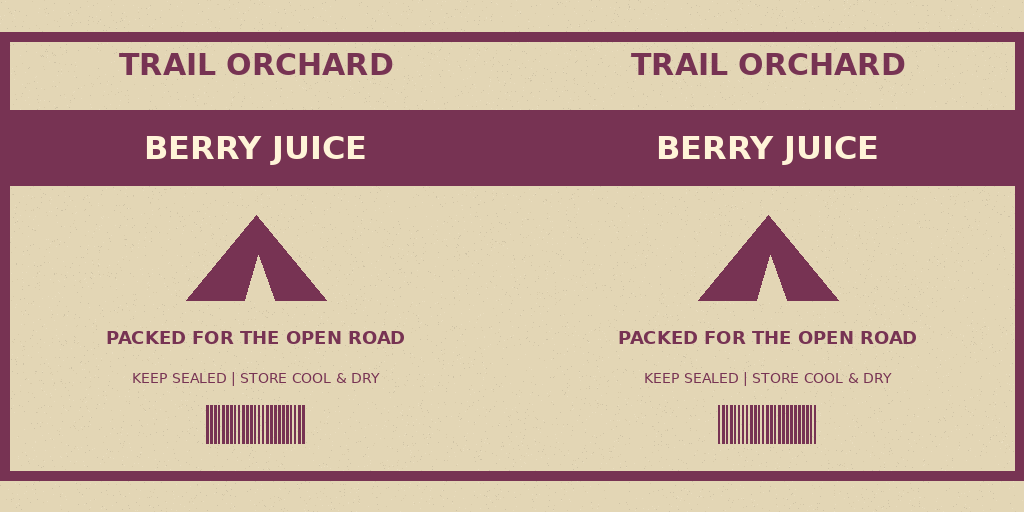 TRAIL ORCHARD
BERRY JUICE
PACKED FOR THE OPEN ROAD
KEEP SEALED | STORE COOL & DRY
TRAIL ORCHARD
BERRY JUICE
PACKED FOR THE OPEN ROAD
KEEP SEALED | STORE COOL & DRY